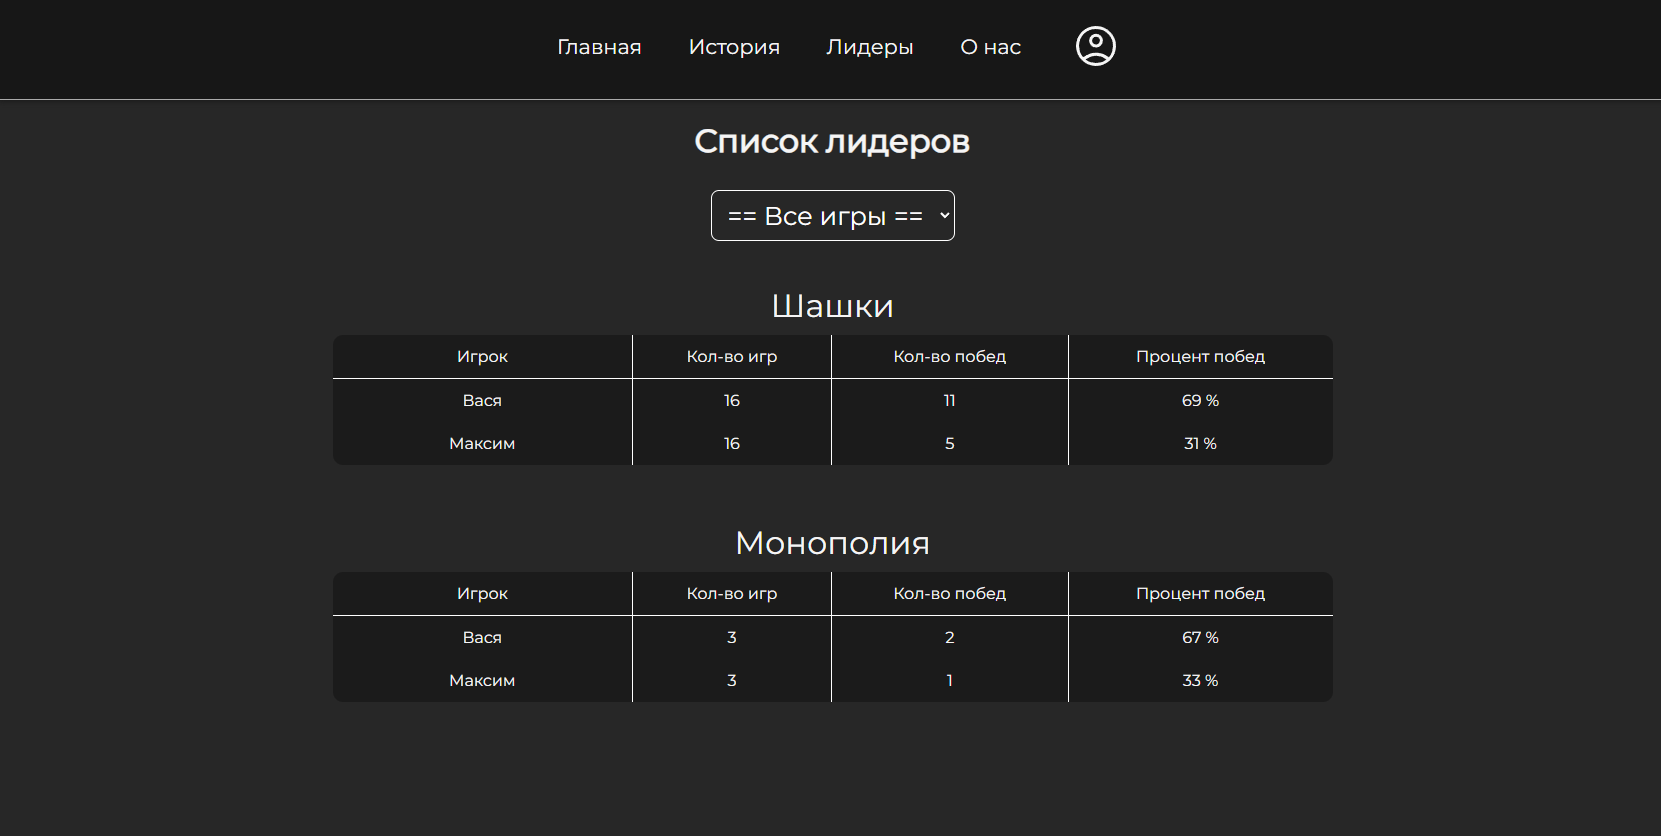 Главная История Лидеры О нас
Список лидеров
== Все игры ==
Шашки
Игрок Кол-во игр Кол-во побед Процент побед
Вася 16 11 69 %
Максим 16 5 31 %
Монополия
Игрок Кол-во игр Кол-во побед Процент побед
Вася 3 2 67 %
Максим 3 1 33 %